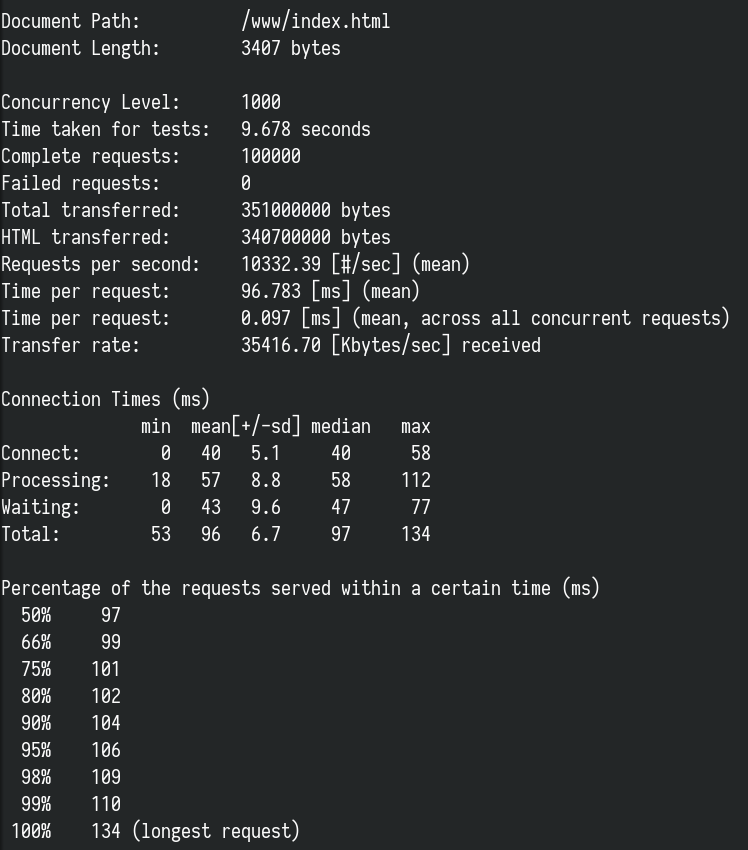 Document Path:          /www/index.html
Document Length:        3407 bytes

Concurrency Level:      1000
Time taken for tests:   9.678 seconds
Complete requests:      100000
Failed requests:        0
Total transferred:      351000000 bytes
HTML transferred:       340700000 bytes
Requests per second:    10332.39 [#/sec] (mean)
Time per request:       96.783 [ms] (mean)
Time per request:       0.097 [ms] (mean, across all concurrent requests)
Transfer rate:          35416.70 [Kbytes/sec] received

Connection Times (ms)
              min  mean[+/-sd] median   max
Connect:        0   40   5.1     40      58
Processing:    18   57   8.8     58     112
Waiting:        0   43   9.6     47      77
Total:         53   96   6.7     97     134

Percentage of the requests served within a certain time (ms)
  50%     97
  66%     99
  75%    101
  80%    102
  90%    104
  95%    106
  98%    109
  99%    110
 100%    134 (longest request)